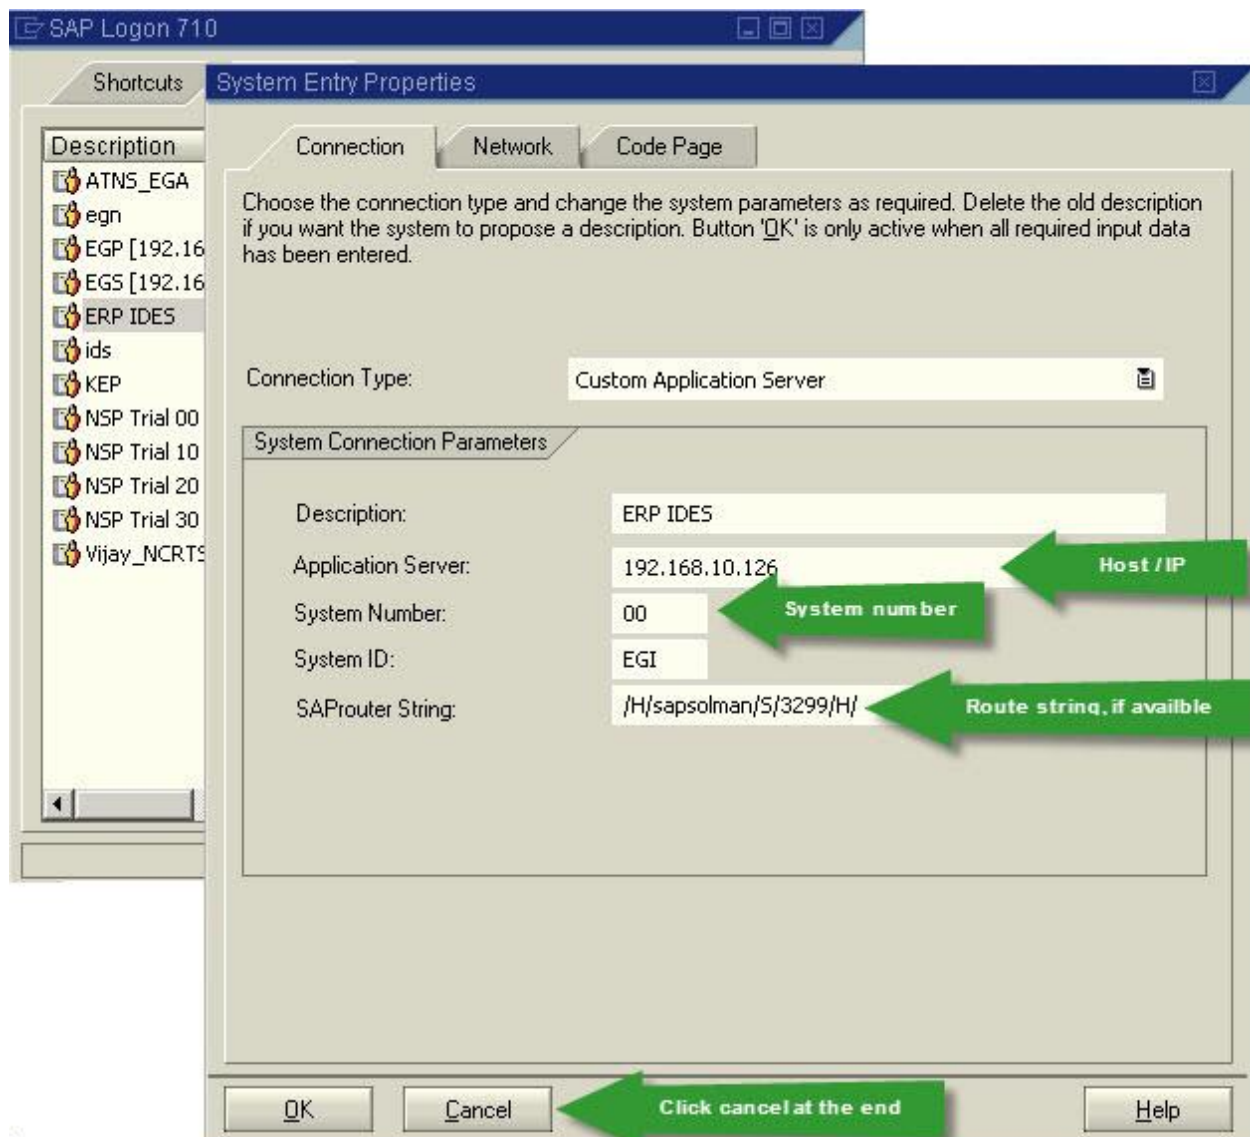 SAP Logon 710
Shortcuts
System Entry Properties
Description
ATNS_EGA
egn
EGP [192.16
EGS [192.16
ERP IDES
ids
KEP
NSP Trial 00
NSP Trial 10
NSP Trial 20
NSP Trial 30
Vijay_NCRTS
Connection Network Code Page
Choose the connection type and change the system parameters as required. Delete the old description
if you want the system to propose a description. Button 'OK' is only active when all required input data
has been entered.
Connection Type: Custom Application Server
System Connection Parameters
Description: ERP IDES
Application Server: 192.168.10.126 Host / IP
System Number: 00 System number
System ID: EGI
SAProuter String: /H/sapsolman/S/3299/H/ Route string, if availble
OK Cancel Click cancel at the end Help